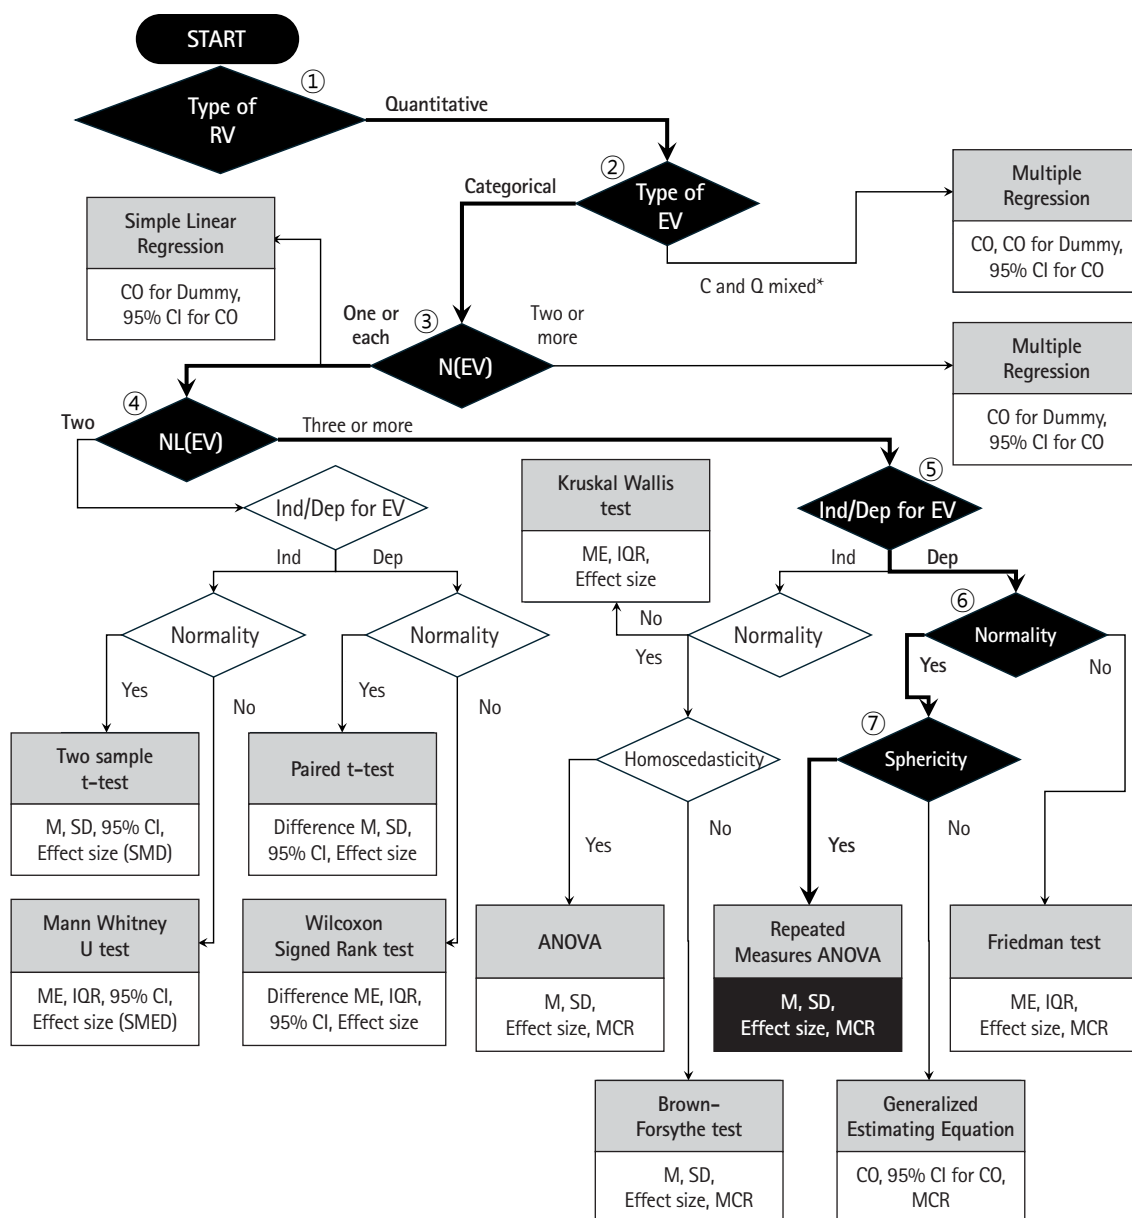 START
①
Type of
RV
Quantitative
②
Type of
EV
Categorical
C and Q mixed*
Multiple
Regression
CO, CO for Dummy,
95% CI for CO
Simple Linear
Regression
CO for Dummy,
95% CI for CO
One or
each
③
Two or
more
N(EV)
Multiple
Regression
CO for Dummy,
95% CI for CO
④
Two
NL(EV)
Three or more
⑤
Ind/Dep for EV
Ind
Dep
Kruskal Wallis
test
ME, IQR,
Effect size
Ind/Dep for EV
Ind
Dep
Normality
Normality
No
Yes
Normality
⑥
Normality
Yes
No
Yes
No
Yes
No
Two sample
t-test
M, SD, 95% CI,
Effect size (SMD)
Paired t-test
Difference M, SD,
95% CI, Effect size
Homoscedasticity
Yes
No
⑦
Sphericity
Yes
No
Mann Whitney
U test
ME, IQR, 95% CI,
Effect size (SMED)
Wilcoxon
Signed Rank test
Difference ME, IQR,
95% CI, Effect size
ANOVA
M, SD,
Effect size, MCR
Repeated
Measures ANOVA
M, SD,
Effect size, MCR
Friedman test
ME, IQR,
Effect size, MCR
Brown-
Forsythe test
M, SD,
Effect size, MCR
Generalized
Estimating Equation
CO, 95% CI for CO,
MCR